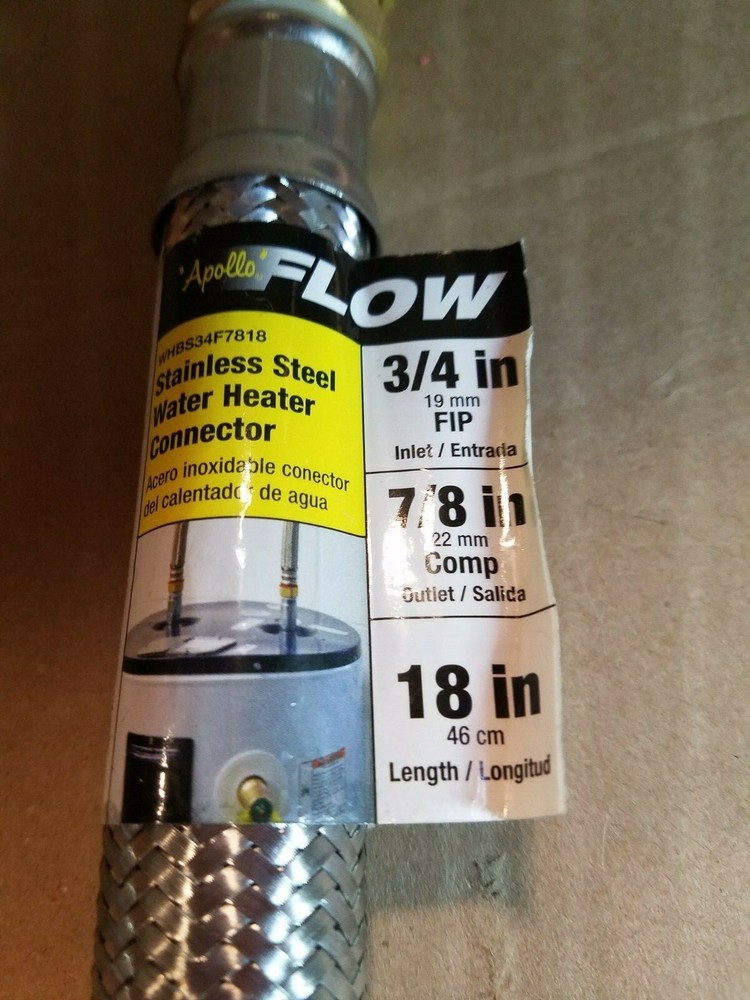 "Apollo" FLOW
WHBS34F7818
Stainless Steel
Water Heater
Connector
Acero inoxidable conector
del calentador de agua
3/4 in
19 mm
FIP
Inlet / Entrada
7/8 in
22 mm
Comp
Outlet / Salida
18 in
46 cm
Length / Longitud